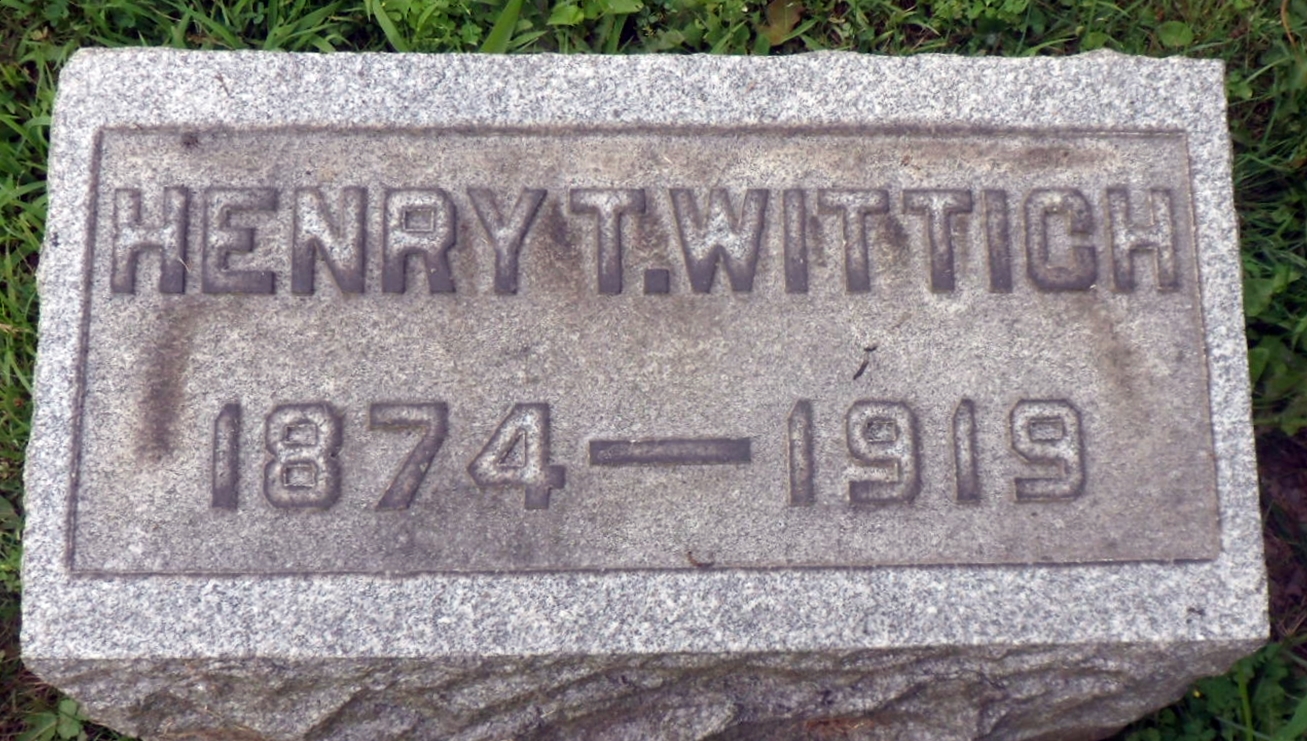 HENRY T. WITTICH
1874 — 1919